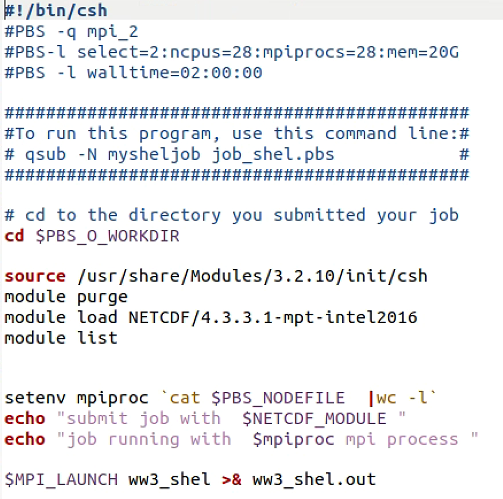 #!/bin/csh
#PBS -q mpi_2
#PBS-l select=2:ncpus=28:mpiprocs=28:mem=20G
#PBS -l walltime=02:00:00
#############################################
#To run this program, use this command line:#
# qsub -N mysheljob job_shel.pbs            #
#############################################
# cd to the directory you submitted your job
cd $PBS_O_WORKDIR
source /usr/share/Modules/3.2.10/init/csh
module purge
module load NETCDF/4.3.3.1-mpt-intel2016
module list
setenv mpiproc `cat $PBS_NODEFILE  |wc -l`
echo "submit job with  $NETCDF_MODULE "
echo "job running with  $mpiproc mpi process "
$MPI_LAUNCH ww3_shel >& ww3_shel.out